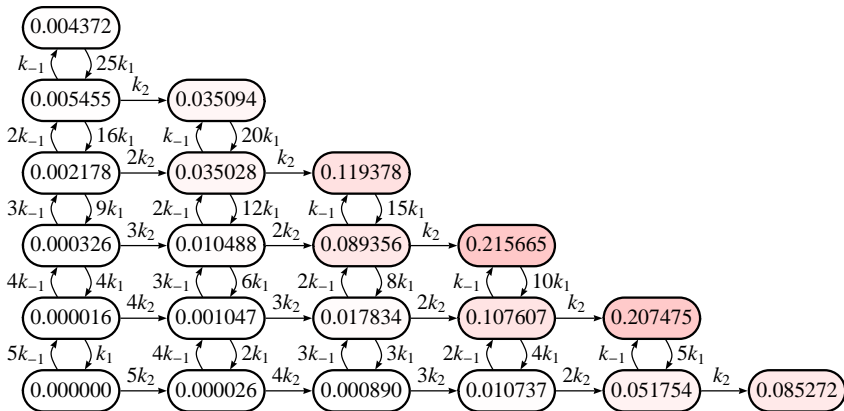 0.004372
k₋₁ 25k₁
k₂
0.005455 0.035094
2k₋₁ 16k₁ k₋₁ 20k₁
2k₂ k₂
0.002178 0.035028 0.119378
3k₋₁ 9k₁ 2k₋₁ 12k₁ k₋₁ 15k₁
3k₂ 2k₂ k₂
0.000326 0.010488 0.089356 0.215665
4k₋₁ 4k₁ 3k₋₁ 6k₁ 2k₋₁ 8k₁ k₋₁ 10k₁
4k₂ 3k₂ 2k₂ k₂
0.000016 0.001047 0.017834 0.107607 0.207475
5k₋₁ k₁ 4k₋₁ 2k₁ 3k₋₁ 3k₁ 2k₋₁ 4k₁ k₋₁ 5k₁
5k₂ 4k₂ 3k₂ 2k₂ k₂
0.000000 0.000026 0.000890 0.010737 0.051754 0.085272